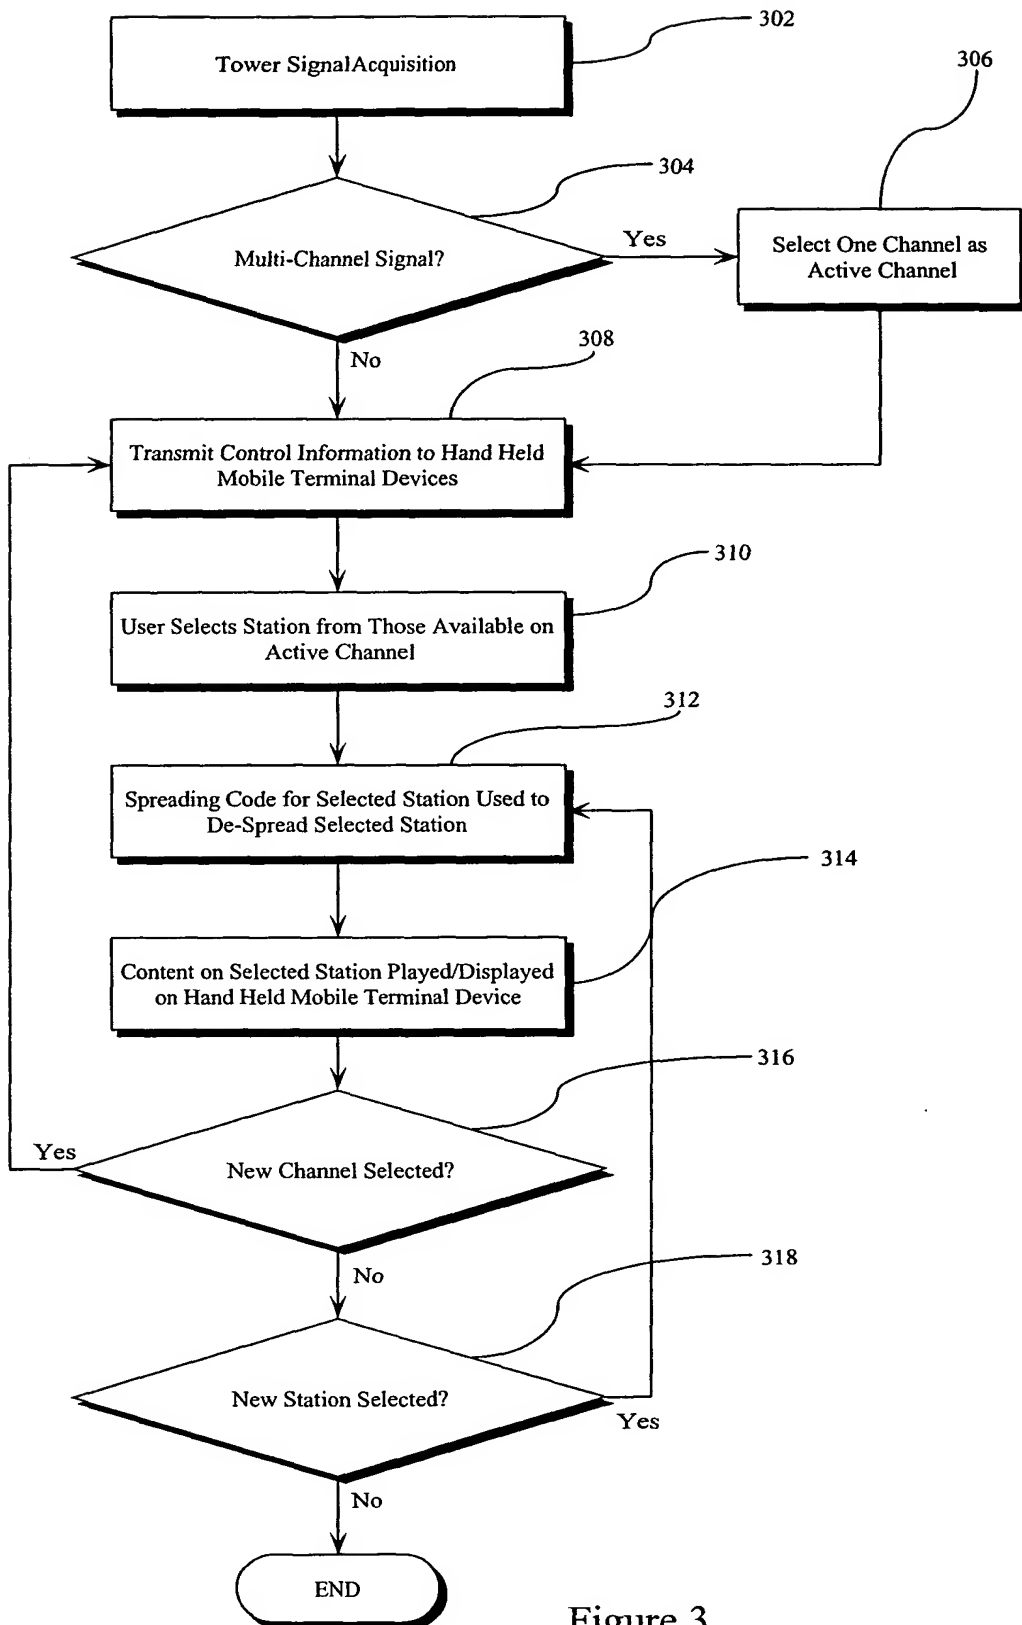 302
Tower Signal Acquisition
306
304
Multi-Channel Signal?
Yes
Select One Channel as
Active Channel
No
308
Transmit Control Information to Hand Held
Mobile Terminal Devices
310
User Selects Station from Those Available on
Active Channel
312
Spreading Code for Selected Station Used to
De-Spread Selected Station
314
Content on Selected Station Played/Displayed
on Hand Held Mobile Terminal Device
316
Yes
New Channel Selected?
No
318
New Station Selected?
Yes
No
END
Figure 3